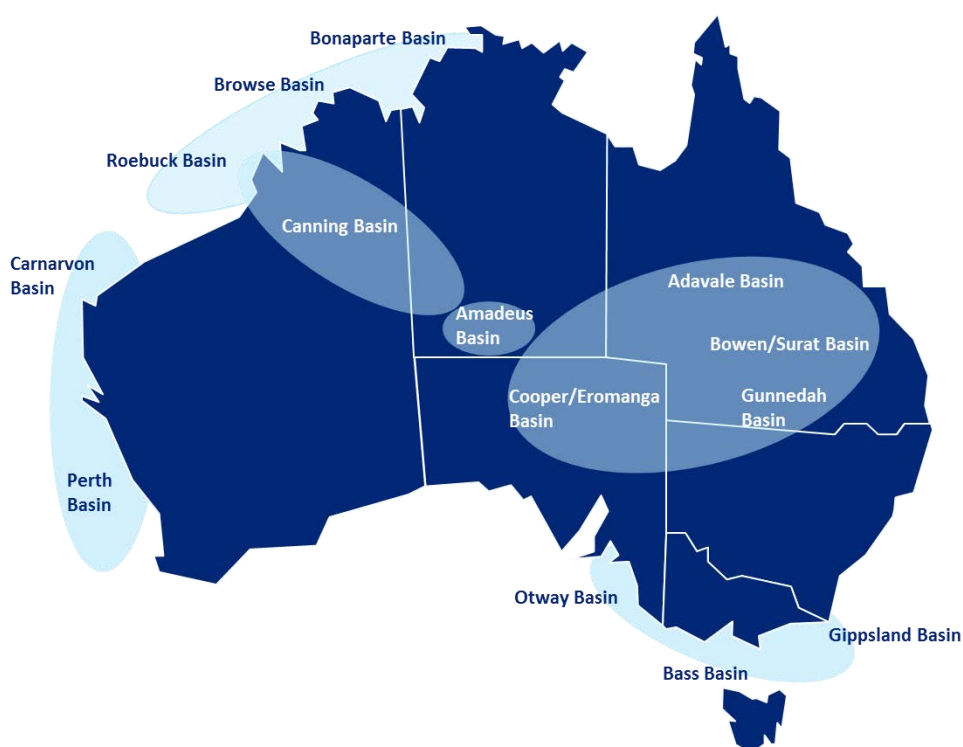 Bonaparte Basin
Browse Basin
Roebuck Basin
Canning Basin
Carnarvon
Basin
Adavale Basin
Amadeus
Basin
Bowen/Surat Basin
Cooper/Eromanga
Basin
Gunnedah
Basin
Perth
Basin
Otway Basin
Gippsland Basin
Bass Basin